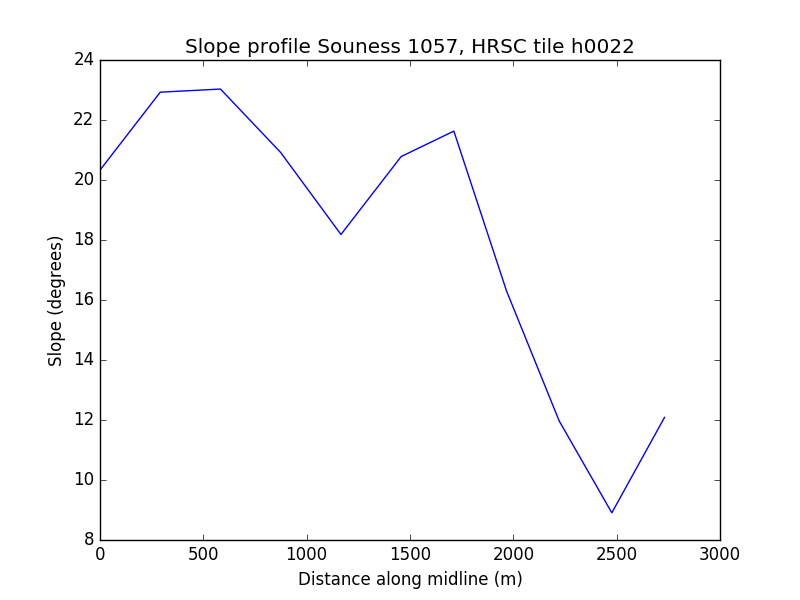 Slope profile Souness 1057, HRSC tile h0022
24
22
20
18
16
14
12
10
8
Slope (degrees)
0 500 1000 1500 2000 2500 3000
Distance along midline (m)